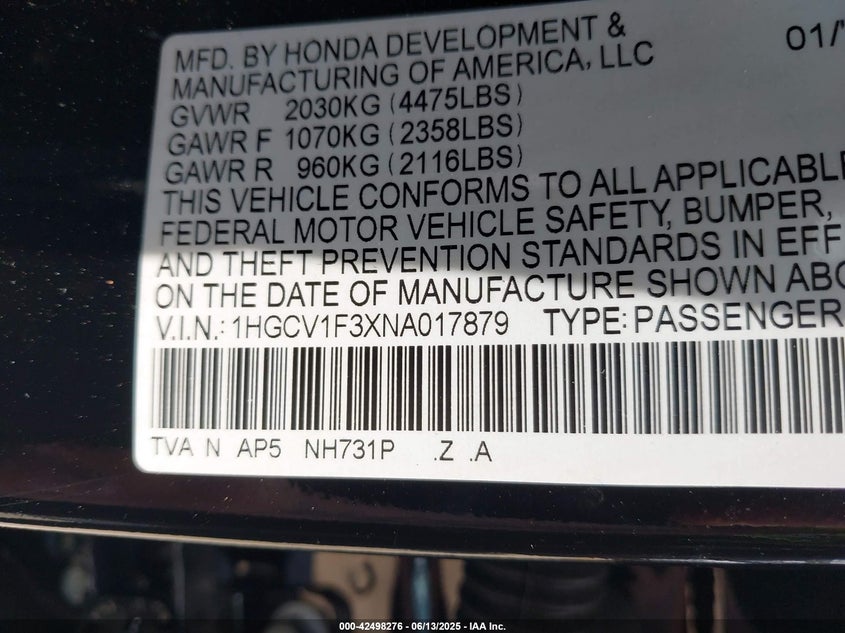 MFD. BY HONDA DEVELOPMENT & 01/
MANUFACTURING OF AMERICA, LLC
GVWR 2030KG (4475LBS)
GAWR F 1070KG (2358LBS)
GAWR R 960KG (2116LBS)
THIS VEHICLE CONFORMS TO ALL APPLICABLE
FEDERAL MOTOR VEHICLE SAFETY, BUMPER,
AND THEFT PREVENTION STANDARDS IN EFF
ON THE DATE OF MANUFACTURE SHOWN ABO
V.I.N.: 1HGCV1F3XNA017879 TYPE: PASSENGER
TVA N AP5 NH731P .Z .A
000-42498276 - 06/13/2025 - IAA Inc.